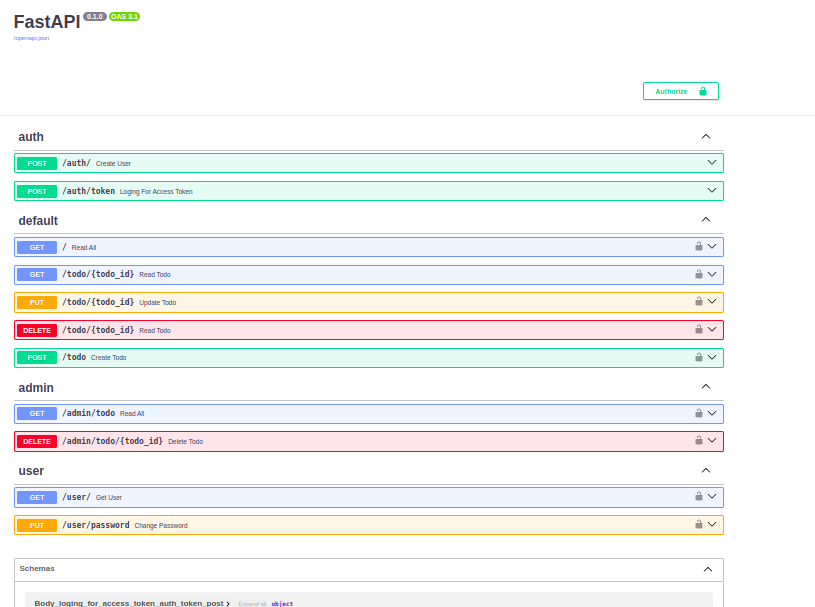 FastAPI 0.1.0 OAS 3.1
/openapi.json
Authorize
auth
POST /auth/ Create User
POST /auth/token Loging For Access Token
default
GET / Read All
GET /todo/{todo_id} Read Todo
PUT /todo/{todo_id} Update Todo
DELETE /todo/{todo_id} Read Todo
POST /todo Create Todo
admin
GET /admin/todo Read All
DELETE /admin/todo/{todo_id} Delete Todo
user
GET /user/ Get User
PUT /user/password Change Password
Schemas
Body_loging_for_access_token_auth_token_post Expand all object